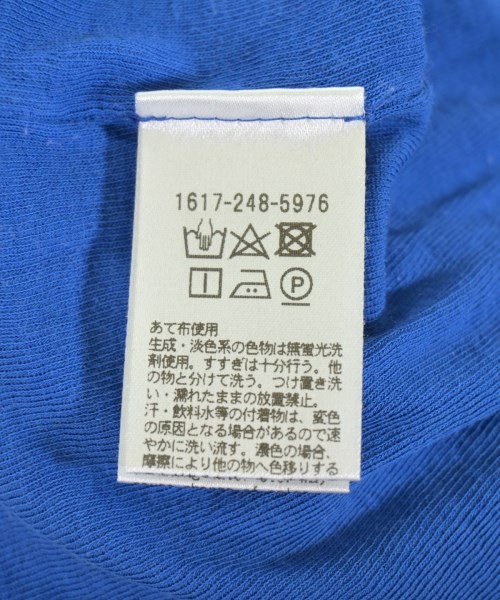 1617-248-5976
P
あて布使用
生成・淡色系の色物は無蛍光洗
剤使用。すすぎは十分行う。他
の物と分けて洗う。つけ置き洗
い・濡れたままの放置禁止。
汗・飲料水等の付着物は、変色
の原因となる場合があるので速
やかに洗い流す。濃色の場合、
摩擦により他の物へ色移りする